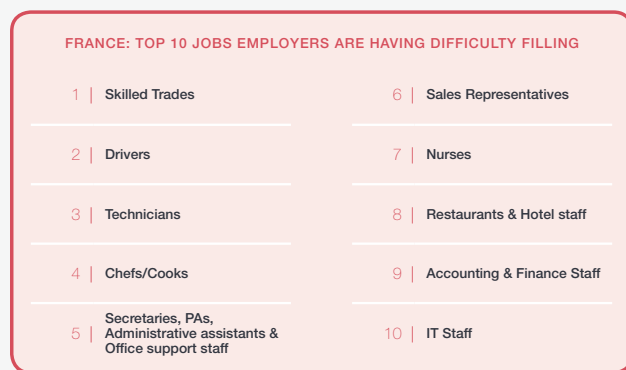 FRANCE: TOP 10 JOBS EMPLOYERS ARE HAVING DIFFICULTY FILLING
1 | Skilled Trades
2 | Drivers
3 | Technicians
4 | Chefs/Cooks
5 | Secretaries, PAs,
Administrative assistants &
Office support staff
6 | Sales Representatives
7 | Nurses
8 | Restaurants & Hotel staff
9 | Accounting & Finance Staff
10 | IT Staff